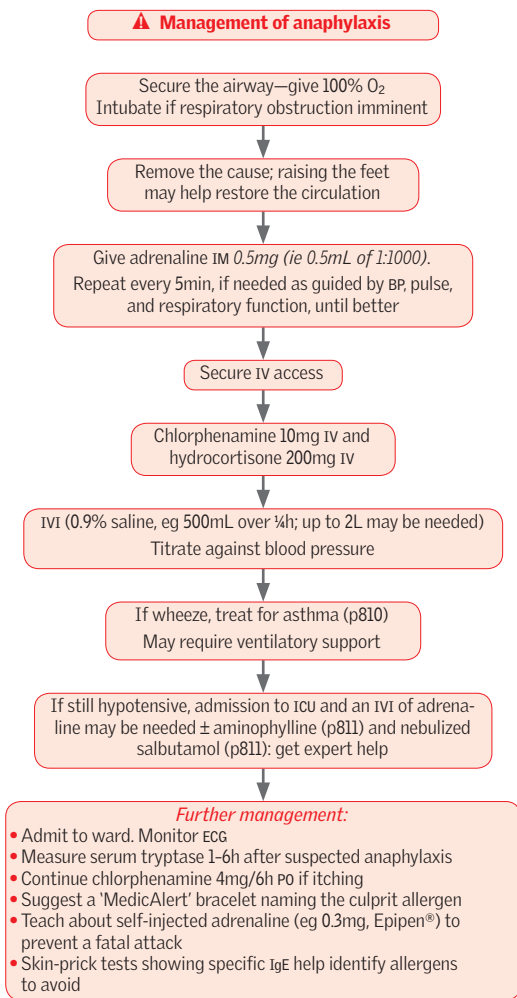 ⚠ Management of anaphylaxis
Secure the airway—give 100% O₂
Intubate if respiratory obstruction imminent
Remove the cause; raising the feet
may help restore the circulation
Give adrenaline IM 0.5mg (ie 0.5mL of 1:1000).
Repeat every 5min, if needed as guided by BP, pulse,
and respiratory function, until better
Secure IV access
Chlorphenamine 10mg IV and
hydrocortisone 200mg IV
IVI (0.9% saline, eg 500mL over ¼h; up to 2L may be needed)
Titrate against blood pressure
If wheeze, treat for asthma (p810)
May require ventilatory support
If still hypotensive, admission to ICU and an IVI of adrena-
line may be needed ± aminophylline (p811) and nebulized
salbutamol (p811): get expert help
Further management:
• Admit to ward. Monitor ECG
• Measure serum tryptase 1–6h after suspected anaphylaxis
• Continue chlorphenamine 4mg/6h PO if itching
• Suggest a ‘MedicAlert’ bracelet naming the culprit allergen
• Teach about self-injected adrenaline (eg 0.3mg, Epipen®) to
prevent a fatal attack
• Skin-prick tests showing specific IgE help identify allergens
to avoid